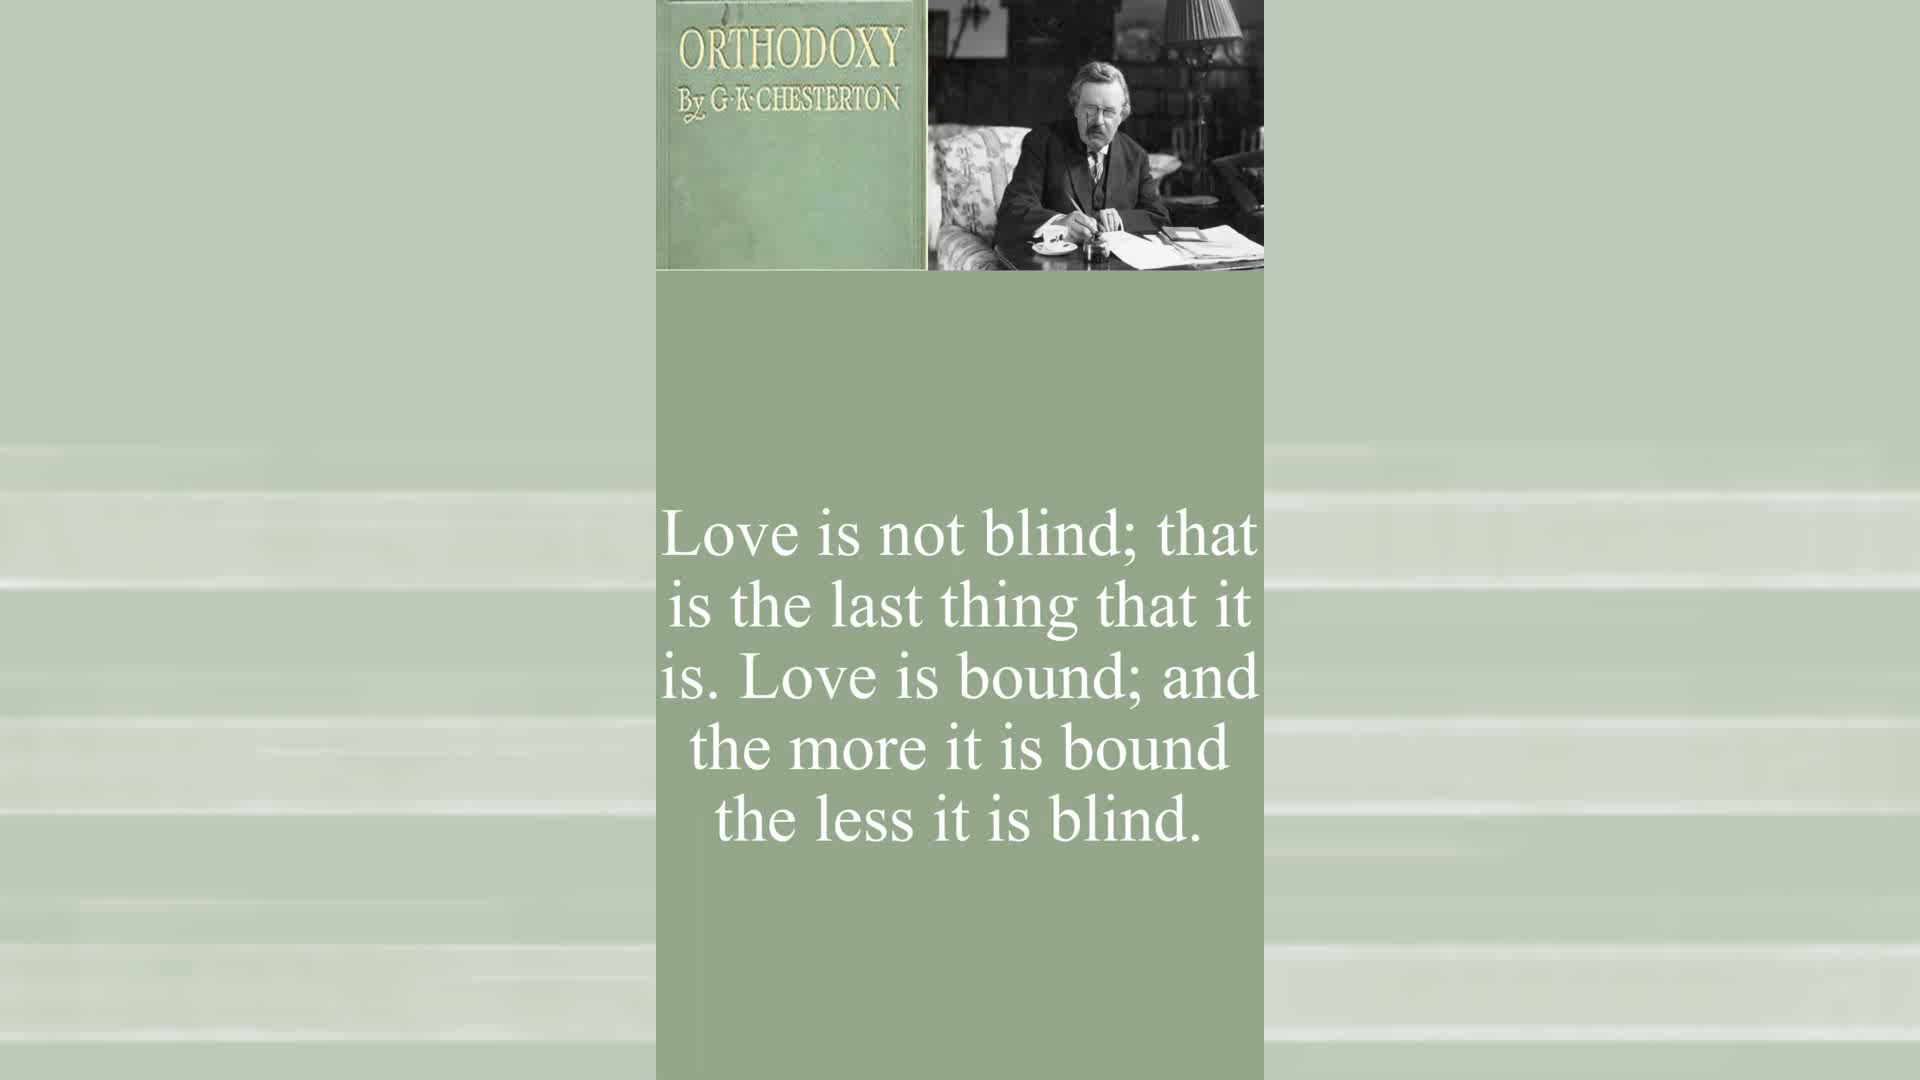 ORTHODOXY
By G·K·CHESTERTON
Love is not blind; that
is the last thing that it
is. Love is bound; and
the more it is bound
the less it is blind.